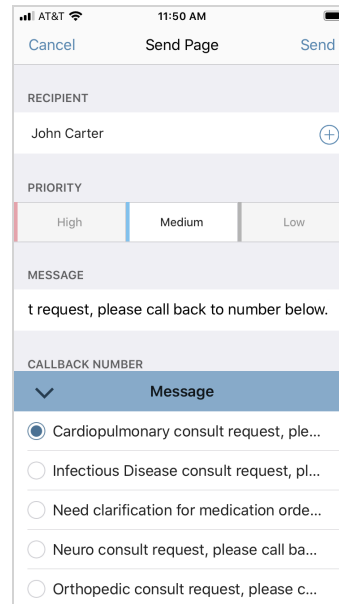 AT&T 11:50 AM
Cancel Send Page Send
RECIPIENT
John Carter
PRIORITY
High Medium Low
MESSAGE
t request, please call back to number below.
CALLBACK NUMBER
Message
Cardiopulmonary consult request, ple...
Infectious Disease consult request, pl...
Need clarification for medication orde...
Neuro consult request, please call ba...
Orthopedic consult request, please c...